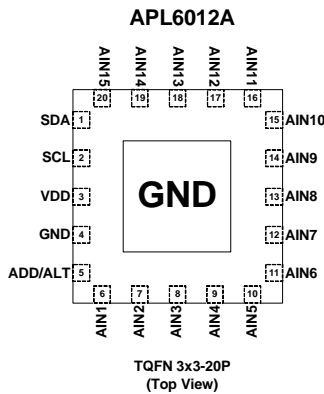 APL6012A
AIN15
AIN14
AIN13
AIN12
AIN11
20
19
18
17
16
SDA 1
SCL 2
VDD 3
GND 4
ADD/ALT 5
GND
15 AIN10
14 AIN9
13 AIN8
12 AIN7
11 AIN6
6
7
8
9
10
AIN1
AIN2
AIN3
AIN4
AIN5
TQFN 3x3-20P
(Top View)